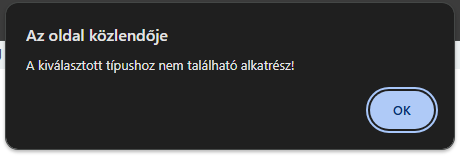 Az oldal közlendője
A kiválasztott típushoz nem található alkatrész!
OK